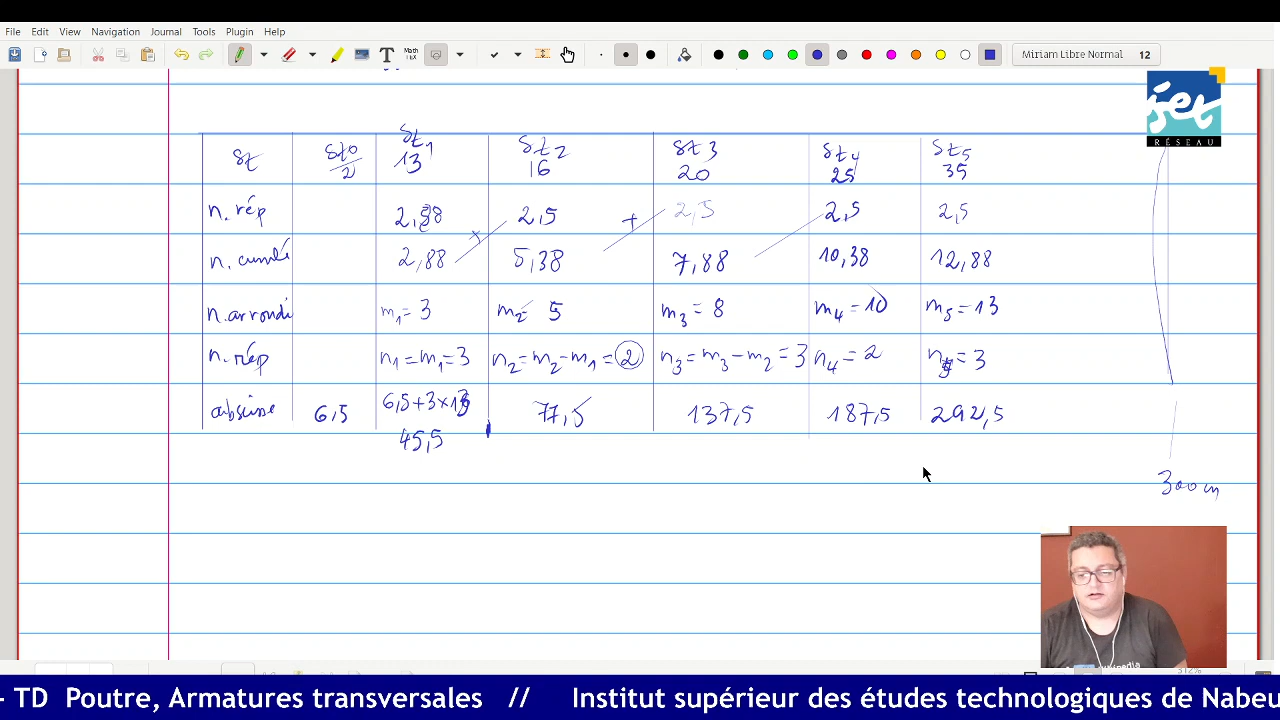 File Edit View Navigation Journal Tools Plugin Help
Miriam Libre Normal 12
iset
RÉSEAU
St St0/2 St1 13 St2 16 St3 20 St4 25 St5 35
n. rép 2,88 2,5 2,5 2,5 2,5
n. cumulé 2,88 5,38 7,88 10,38 12,88
n. arrondi m1 = 3 m2 = 5 m3 = 8 m4 = 10 m5 = 13
n. rép n1 = m1 = 3 n2 = m2 - m1 = 2 n3 = m3 - m2 = 3 n4 = 2 n5 = 3
abscisse 6,5 6,5 + 3 × 13 77,5 137,5 187,5 292,5
45,5
300 cm
312%
- TD Poutre, Armatures transversales // Institut supérieur des études technologiques de Nabeu